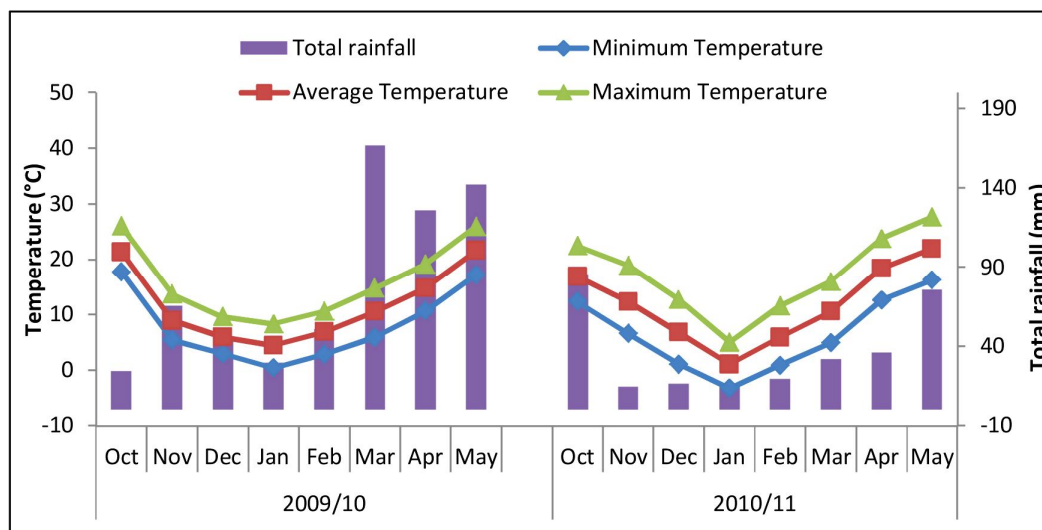 Total rainfall
Minimum Temperature
Average Temperature
Maximum Temperature
Temperature (°C)
50
40
30
20
10
0
-10
190
140
90
40
-10
Total rainfall (mm)
Oct Nov Dec Jan Feb Mar Apr May
Oct Nov Dec Jan Feb Mar Apr May
2009/10
2010/11